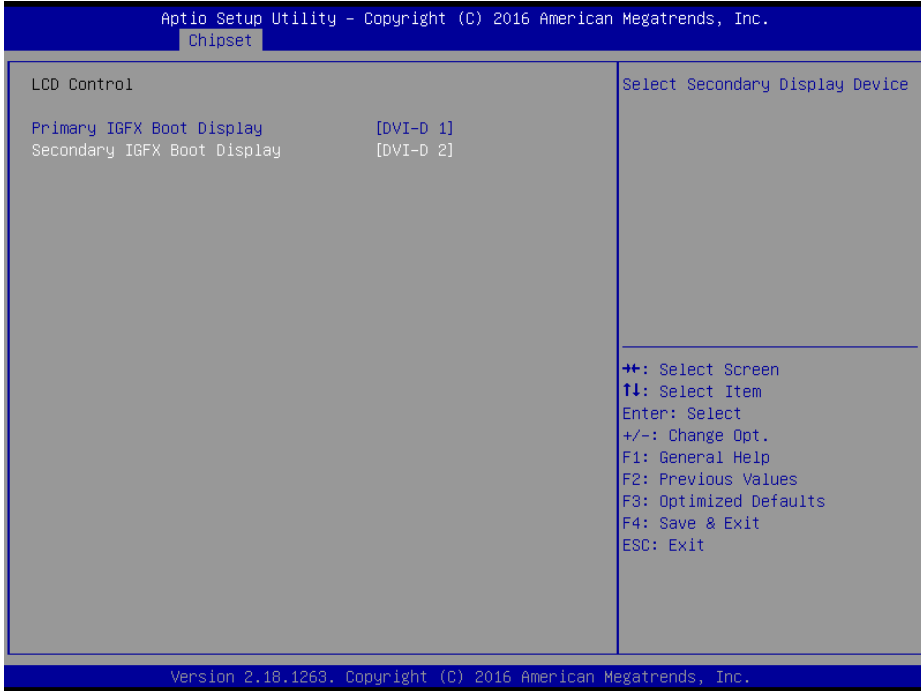 Aptio Setup Utility – Copyright (C) 2016 American Megatrends, Inc.
Chipset
LCD Control
Primary IGFX Boot Display [DVI-D 1]
Secondary IGFX Boot Display [DVI-D 2]
Select Secondary Display Device
→←: Select Screen
↑↓: Select Item
Enter: Select
+/-: Change Opt.
F1: General Help
F2: Previous Values
F3: Optimized Defaults
F4: Save & Exit
ESC: Exit
Version 2.18.1263. Copyright (C) 2016 American Megatrends, Inc.